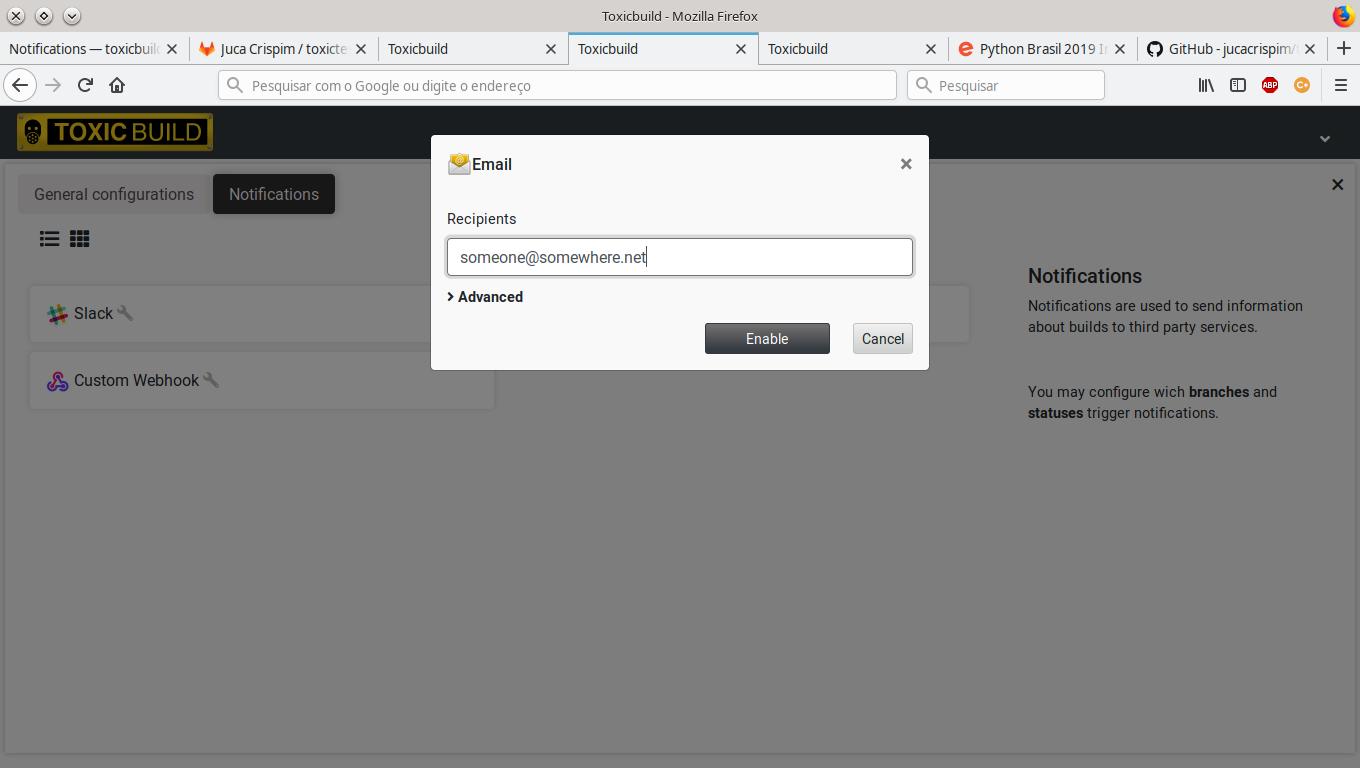 Toxicbuild - Mozilla Firefox
Notifications — toxicbuil
Juca Crispim / toxicte
Toxicbuild
Toxicbuild
Toxicbuild
Python Brasil 2019
GitHub - jucacrispim/
Pesquisar com o Google ou digite o endereço
Pesquisar
ABP
C+
TOXIC BUILD
Email
General configurations
Notifications
Recipients
someone@somewhere.net
Advanced
Enable
Cancel
Slack
Custom Webhook
Notifications
Notifications are used to send information
about builds to third party services.
You may configure wich branches and
statuses trigger notifications.